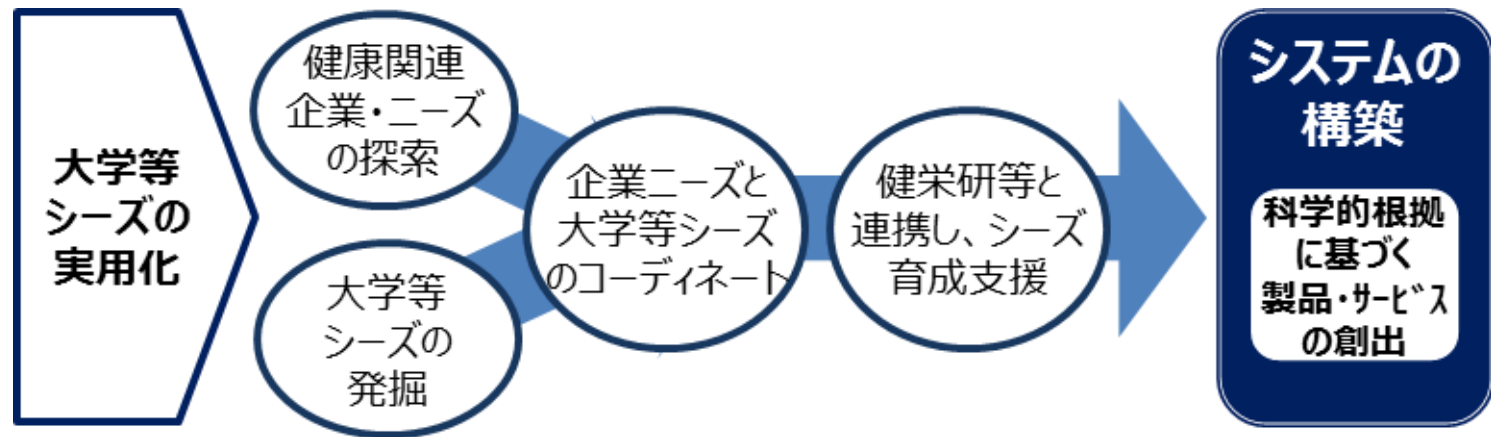 大学等
シーズの
実用化
健康関連
企業・ニーズ
の探索
大学等
シーズの
発掘
企業ニーズと
大学等シーズ
のコーディネート
健栄研等と
連携し、シーズ
育成支援
システムの
構築
科学的根拠
に基づく
製品・ｻｰﾋﾞｽ
の創出